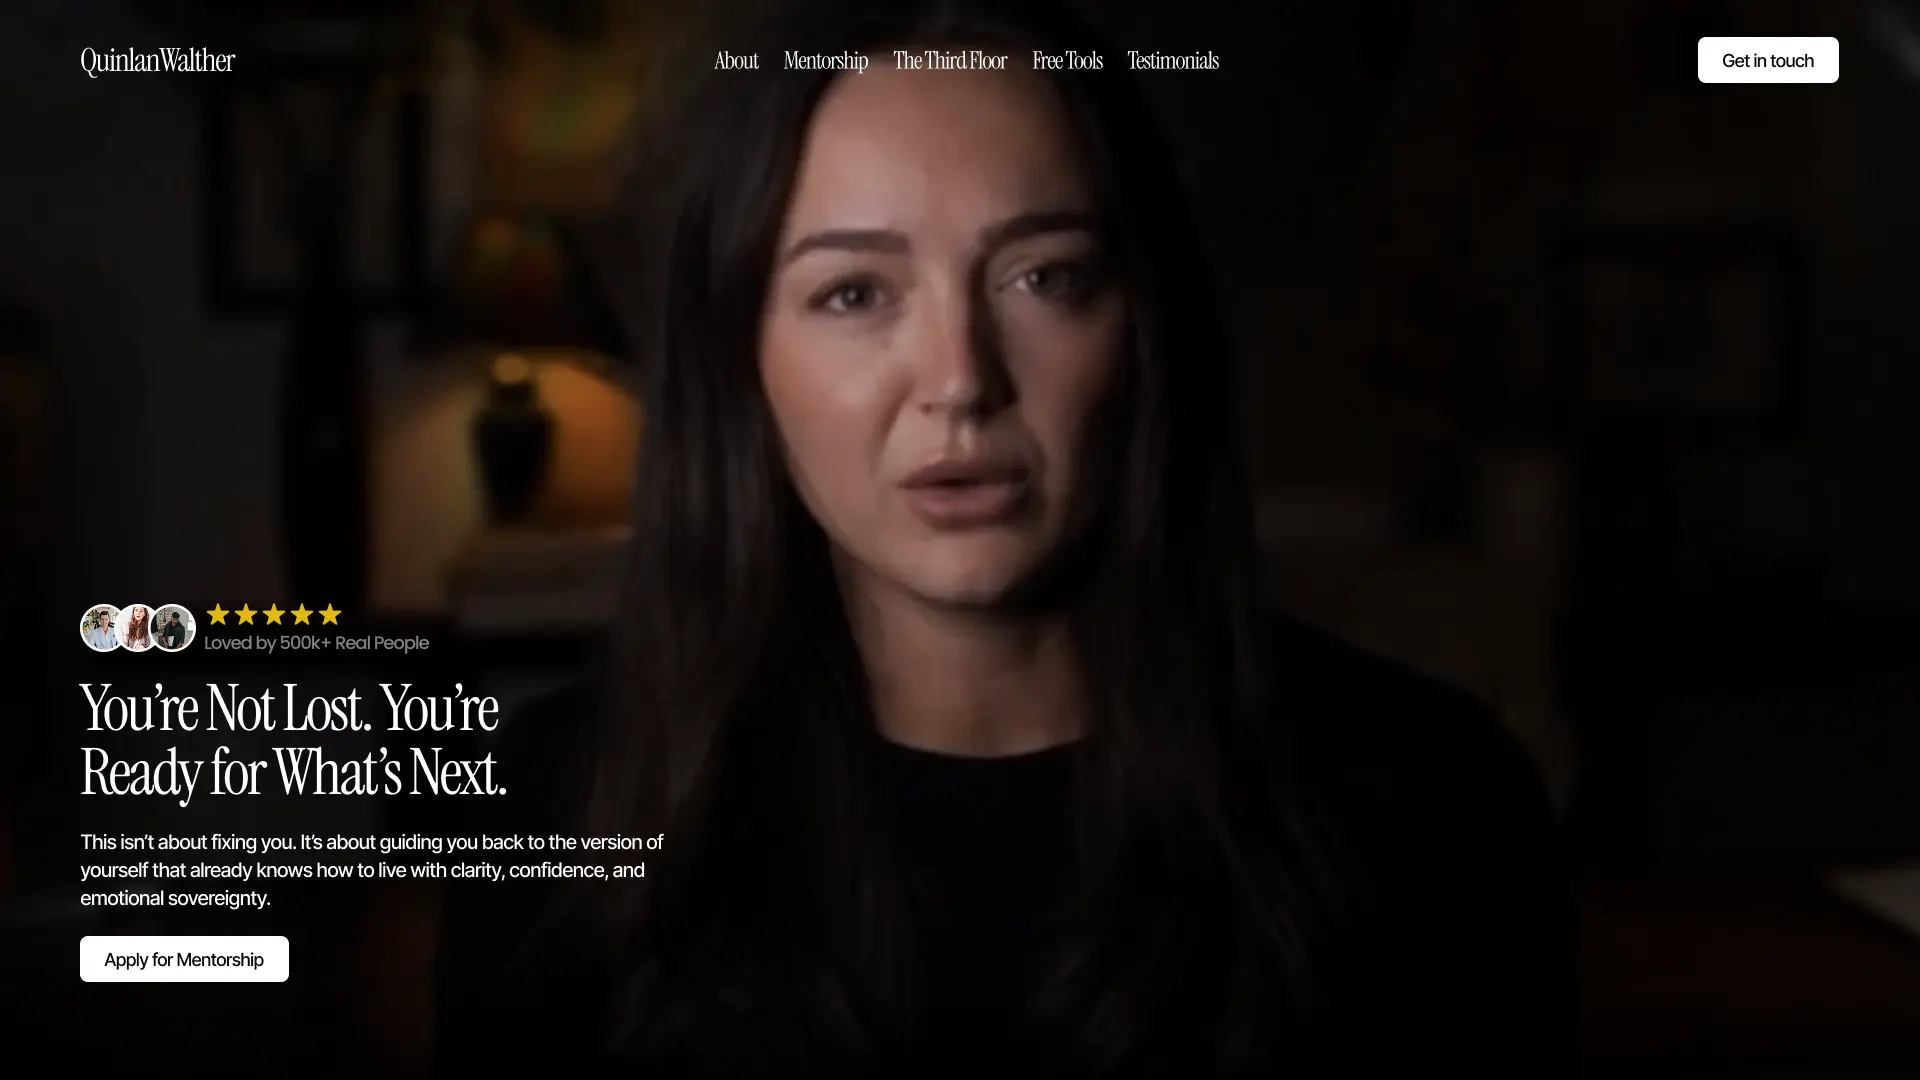 QuinlanWalther
About
Mentorship
The Third Floor
Free Tools
Testimonials
Get in touch
Loved by 500k+ Real People
You’re Not Lost. You’re
Ready for What’s Next.
This isn’t about fixing you. It’s about guiding you back to the version of
yourself that already knows how to live with clarity, confidence, and
emotional sovereignty.
Apply for Mentorship